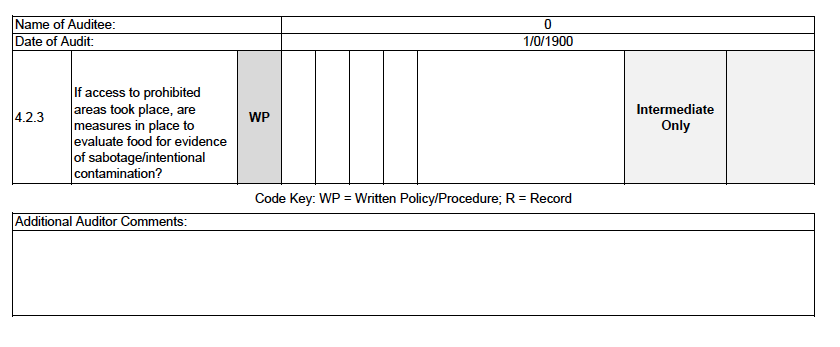 Name of Auditee: 0
Date of Audit: 1/0/1900
4.2.3
If access to prohibited
areas took place, are
measures in place to
evaluate food for evidence
of sabotage/intentional
contamination?
WP
Intermediate
Only
Code Key: WP = Written Policy/Procedure; R = Record
Additional Auditor Comments: